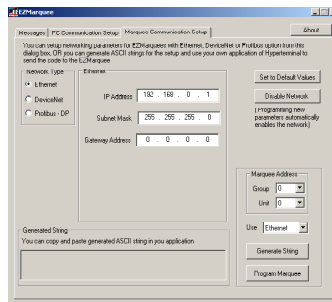 EZMarquee
Messages PC Communication Setup Marquee Communication Setup
About
You can setup networking parameters for EZMarquees with Ethernet, DeviceNet or Profibus option from this
dialog box, OR you can generate ASCII strings for the setup and use your own application of Hyperterminal to
send the code to the EZMarquee
Network Type
Ethernet
DeviceNet
Profibus - DP
Ethernet
IP Address 192 . 168 . 0 . 1
Subnet Mask 255 . 255 . 255 . 0
Gateway Address 0 . 0 . 0 . 0
Set to Default Values
Disable Network
( Programming new
parameters automatically
enables the network)
Marquee Address
Group 0
Unit 0
Use Ethernet
Generate String
Program Marquee
Generated String
You can copy and paste generated ASCII string in you application